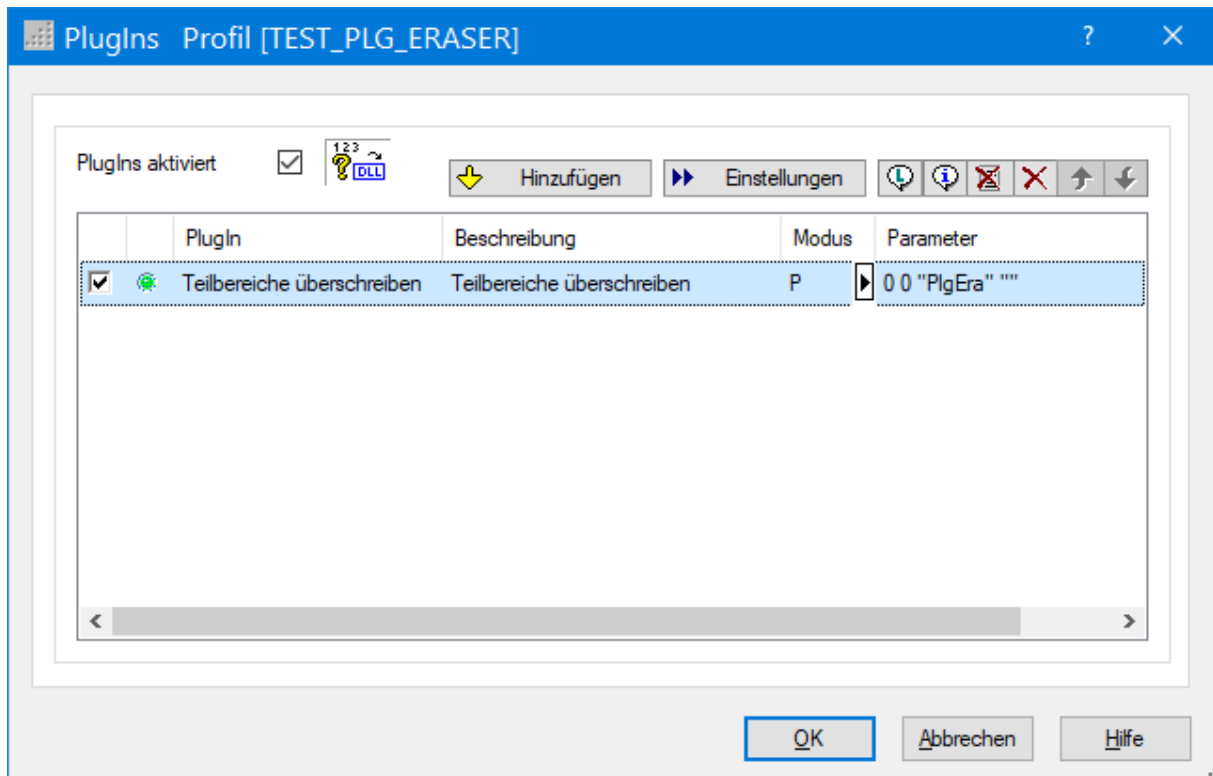 PlugIns Profil [TEST_PLG_ERASER]
?
PlugIns aktiviert
123
? DLL
Hinzufügen
Einstellungen
PlugIn Beschreibung Modus Parameter
Teilbereiche überschreiben Teilbereiche überschreiben P 0 0 "PlgEra" ""
OK Abbrechen Hilfe